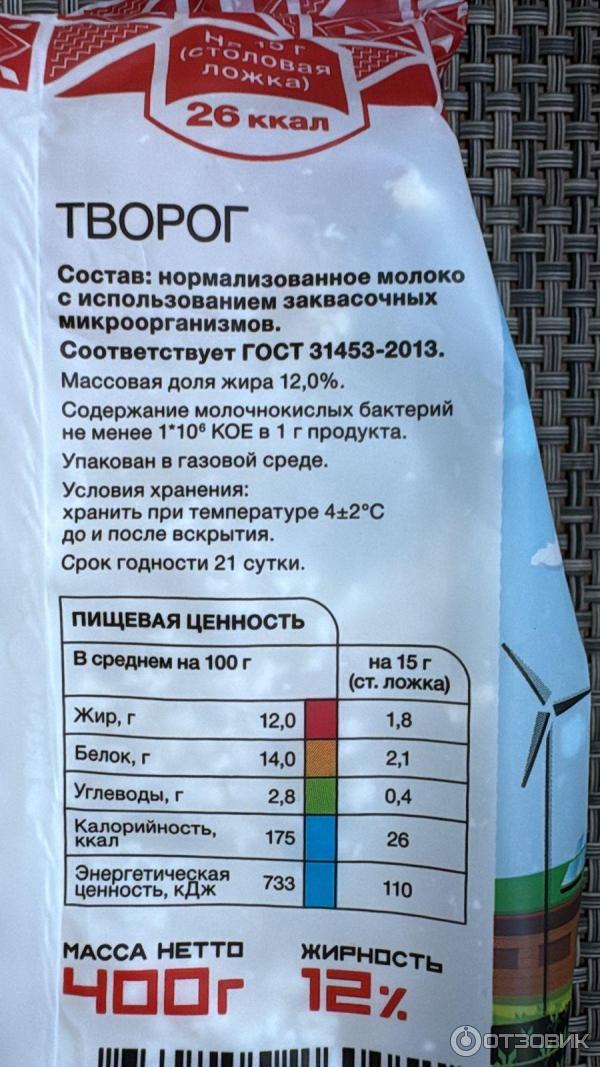 На 15 г
(столовая
ложка)
26 ккал
ТВОРОГ
Состав: нормализованное молоко
с использованием заквасочных
микроорганизмов.
Соответствует ГОСТ 31453-2013.
Массовая доля жира 12,0%.
Содержание молочнокислых бактерий
не менее 1*10⁶ КОЕ в 1 г продукта.
Упакован в газовой среде.
Условия хранения:
хранить при температуре 4±2°С
до и после вскрытия.
Срок годности 21 сутки.
ПИЩЕВАЯ ЦЕННОСТЬ
В среднем на 100 г на 15 г
(ст. ложка)
Жир, г 12,0 1,8
Белок, г 14,0 2,1
Углеводы, г 2,8 0,4
Калорийность,
ккал 175 26
Энергетическая
ценность, кДж 733 110
МАССА НЕТТО ЖИРНОСТЬ
400г 12%
ОТЗОВИК